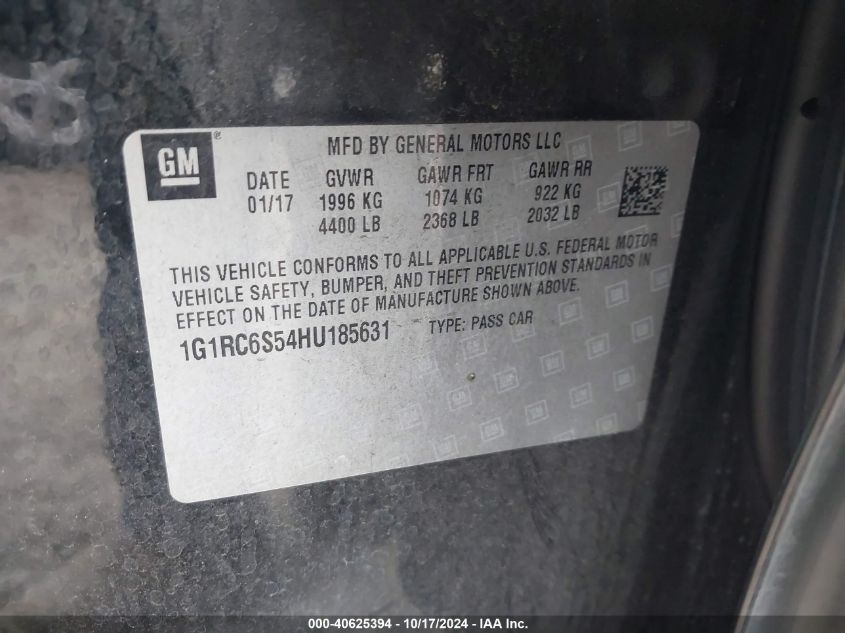 GM ®
MFD BY GENERAL MOTORS LLC
DATE GVWR GAWR FRT GAWR RR
01/17 1996 KG 1074 KG 922 KG
4400 LB 2368 LB 2032 LB
THIS VEHICLE CONFORMS TO ALL APPLICABLE U.S. FEDERAL MOTOR
VEHICLE SAFETY, BUMPER, AND THEFT PREVENTION STANDARDS IN
EFFECT ON THE DATE OF MANUFACTURE SHOWN ABOVE.
1G1RC6S54HU185631 TYPE: PASS CAR
000-40625394 - 10/17/2024 - IAA Inc.